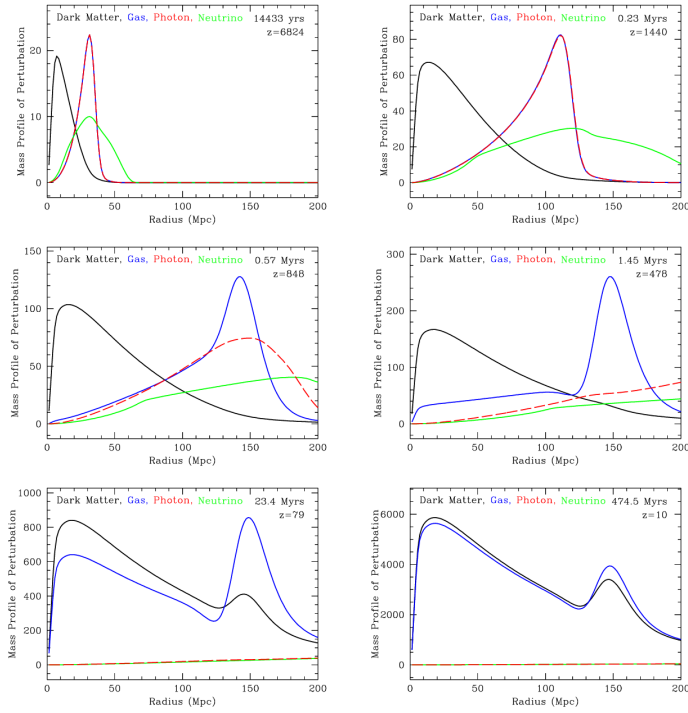 Dark Matter, Gas, Photon, Neutrino 14433 yrs
z=6824
Mass Profile of Perturbation
20
10
0
0 50 100 150 200
Radius (Mpc)
Dark Matter, Gas, Photon, Neutrino 0.23 Myrs
z=1440
Mass Profile of Perturbation
80
60
40
20
0
0 50 100 150 200
Radius (Mpc)
Dark Matter, Gas, Photon, Neutrino 0.57 Myrs
z=848
Mass Profile of Perturbation
150
100
50
0
0 50 100 150 200
Radius (Mpc)
Dark Matter, Gas, Photon, Neutrino 1.45 Myrs
z=478
Mass Profile of Perturbation
300
200
100
0
0 50 100 150 200
Radius (Mpc)
Dark Matter, Gas, Photon, Neutrino 23.4 Myrs
z=79
Mass Profile of Perturbation
1000
800
600
400
200
0
0 50 100 150 200
Radius (Mpc)
Dark Matter, Gas, Photon, Neutrino 474.5 Myrs
z=10
Mass Profile of Perturbation
6000
4000
2000
0
0 50 100 150 200
Radius (Mpc)